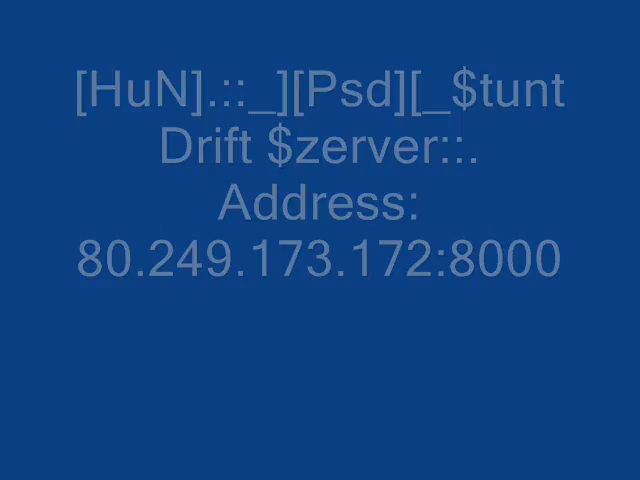 [HuN].::_][Psd][_$tunt
Drift $zerver::.
Address:
80.249.173.172:8000